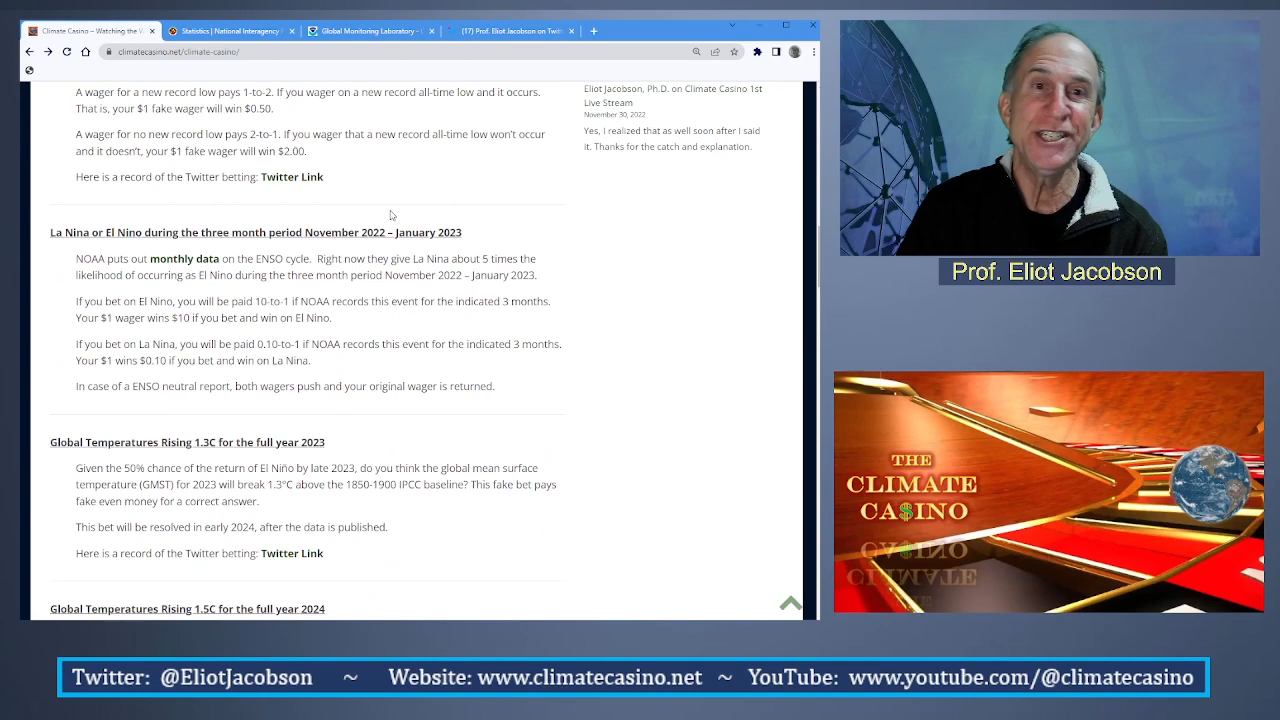 Climate Casino – Watching the W
Statistics | National Interagency
Global Monitoring Laboratory -
(17) Prof. Eliot Jacobson on Twitt
climatecasino.net/climate-casino/
A wager for a new record low pays 1-to-2. If you wager on a new record all-time low and it occurs.
That is, your $1 fake wager will win $0.50.
A wager for no new record low pays 2-to-1. If you wager that a new record all-time low won't occur
and it doesn't, your $1 fake wager will win $2.00.
Here is a record of the Twitter betting: Twitter Link
La Nina or El Nino during the three month period November 2022 – January 2023
NOAA puts out monthly data on the ENSO cycle. Right now they give La Nina about 5 times the
likelihood of occurring as El Nino during the three month period November 2022 – January 2023.
If you bet on El Nino, you will be paid 10-to-1 if NOAA records this event for the indicated 3 months.
Your $1 wager wins $10 if you bet and win on El Nino.
If you bet on La Nina, you will be paid 0.10-to-1 if NOAA records this event for the indicated 3 months.
Your $1 wins $0.10 if you bet and win on La Nina.
In case of a ENSO neutral report, both wagers push and your original wager is returned.
Global Temperatures Rising 1.3C for the full year 2023
Given the 50% chance of the return of El Niño by late 2023, do you think the global mean surface
temperature (GMST) for 2023 will break 1.3°C above the 1850-1900 IPCC baseline? This fake bet pays
fake even money for a correct answer.
This bet will be resolved in early 2024, after the data is published.
Here is a record of the Twitter betting: Twitter Link
Global Temperatures Rising 1.5C for the full year 2024
Eliot Jacobson, Ph.D. on Climate Casino 1st
Live Stream
November 30, 2022
Yes, I realized that as well soon after I said
it. Thanks for the catch and explanation.
Prof. Eliot Jacobson
THE
CLIMATE
CA$INO
Twitter: @EliotJacobson ~ Website: www.climatecasino.net ~ YouTube: www.youtube.com/@climatecasino